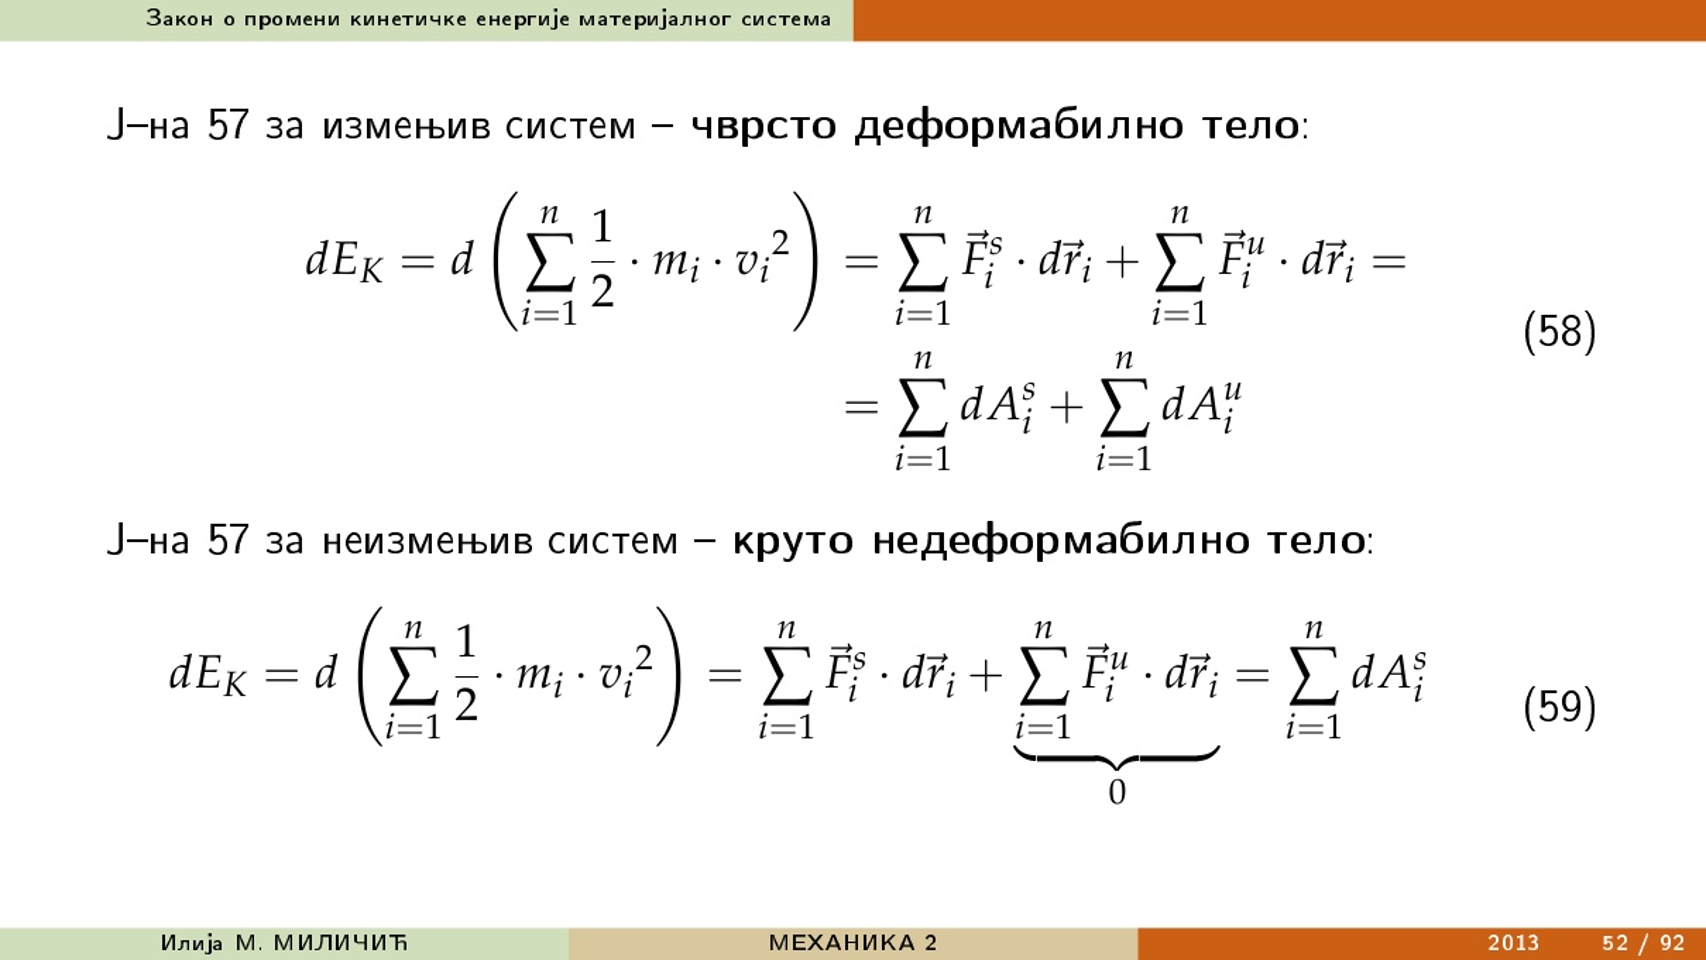 Закон о промени кинетичке енергије материјалног система
Ј–на 57 за измењив систем – чврсто деформабилно тело:
$dE_K = d\left(\sum_{i=1}^{n} \frac{1}{2} \cdot m_i \cdot v_i{}^2\right) = \sum_{i=1}^{n} \vec{F}_i^s \cdot d\vec{r}_i + \sum_{i=1}^{n} \vec{F}_i^u \cdot d\vec{r}_i =$
$= \sum_{i=1}^{n} dA_i^s + \sum_{i=1}^{n} dA_i^u$ (58)
Ј–на 57 за неизмењив систем – круто недеформабилно тело:
$dE_K = d\left(\sum_{i=1}^{n} \frac{1}{2} \cdot m_i \cdot v_i{}^2\right) = \sum_{i=1}^{n} \vec{F}_i^s \cdot d\vec{r}_i + \underbrace{\sum_{i=1}^{n} \vec{F}_i^u \cdot d\vec{r}_i}_{0} = \sum_{i=1}^{n} dA_i^s$ (59)
Илија М. МИЛИЧИЋ МЕХАНИКА 2 2013 52 / 92